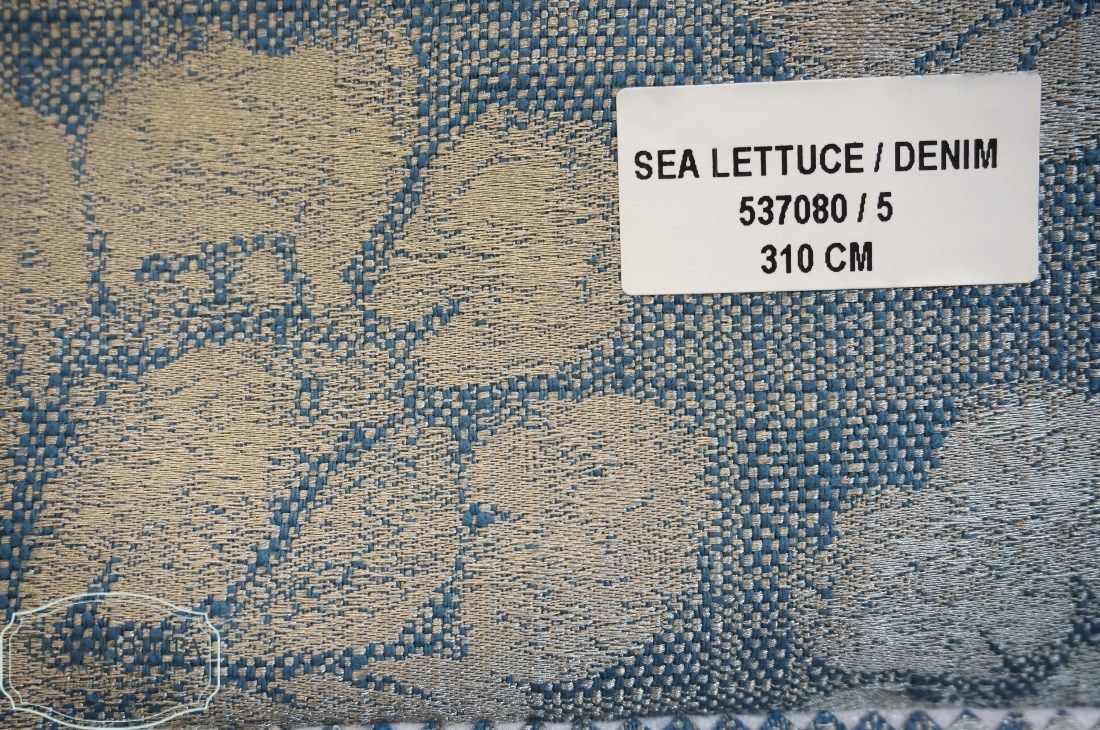 SEA LETTUCE / DENIM
537080 / 5
310 CM